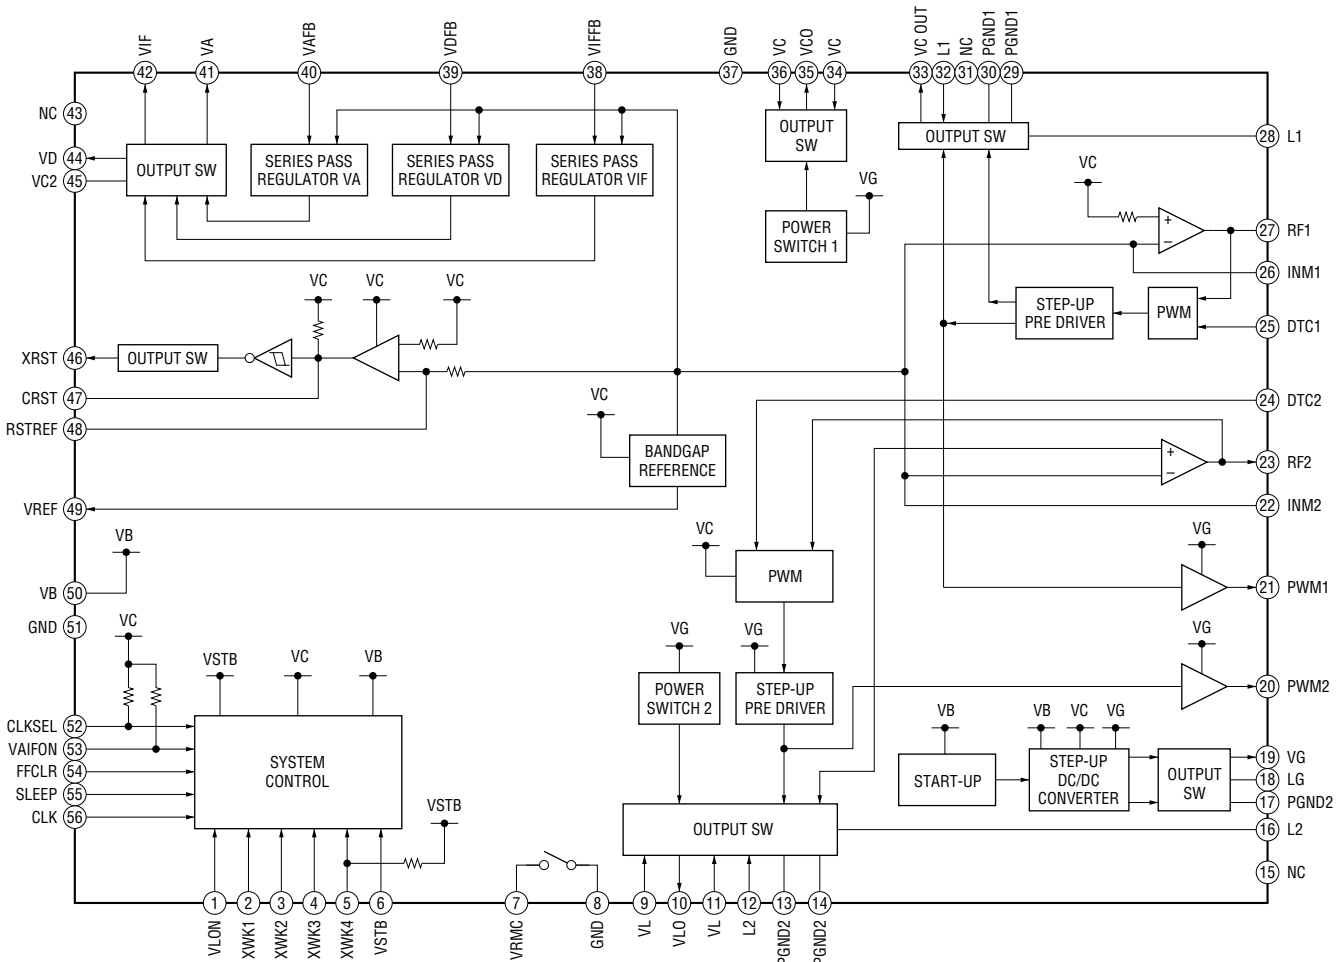 VIF
VA
VAFB
VDFB
VIFFB
GND
VC
VCO
VC
VC OUT
L1
NC
PGND1
PGND1
42
41
40
39
38
37
36
35
34
33
32
31
30
29
NC 43
VD 44
VC2 45
OUTPUT SW
SERIES PASS
REGULATOR VA
SERIES PASS
REGULATOR VD
SERIES PASS
REGULATOR VIF
OUTPUT
SW
OUTPUT SW
28 L1
POWER
SWITCH 1
VG
VC
+
−
27 RF1
26 INM1
STEP-UP
PRE DRIVER
PWM
25 DTC1
VC
VC
VC
XRST 46
OUTPUT SW
CRST 47
RSTREF 48
VC
BANDGAP
REFERENCE
24 DTC2
+
−
23 RF2
VREF 49
22 INM2
VB
VC
PWM
VG
VB 50
21 PWM1
GND 51
VC
VSTB
VC
VB
VG
VG
VG
POWER
SWITCH 2
STEP-UP
PRE DRIVER
20 PWM2
CLKSEL 52
VAIFON 53
FFCLR 54
SLEEP 55
CLK 56
SYSTEM
CONTROL
VB
VB
VC
VG
START-UP
STEP-UP
DC/DC
CONVERTER
OUTPUT
SW
19 VG
18 LG
17 PGND2
VSTB
OUTPUT SW
16 L2
15 NC
1
2
3
4
5
6
7
8
9
10
11
12
13
14
VLON
XWK1
XWK2
XWK3
XWK4
VSTB
VRMC
GND
VL
VLO
VL
L2
PGND2
PGND2